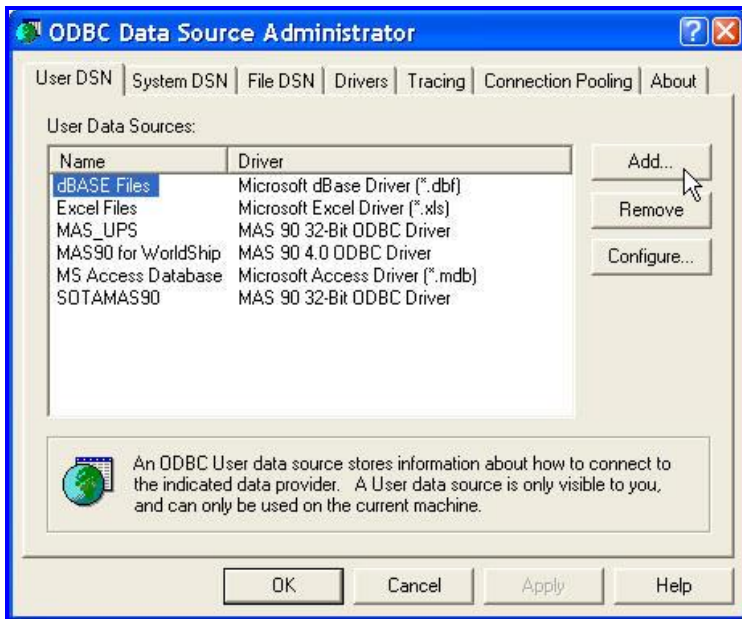 ODBC Data Source Administrator
User DSN System DSN File DSN Drivers Tracing Connection Pooling About
User Data Sources:
Name Driver
dBASE Files Microsoft dBase Driver (*.dbf)
Excel Files Microsoft Excel Driver (*.xls)
MAS_UPS MAS 90 32-Bit ODBC Driver
MAS90 for WorldShip MAS 90 4.0 ODBC Driver
MS Access Database Microsoft Access Driver (*.mdb)
SOTAMAS90 MAS 90 32-Bit ODBC Driver
Add...
Remove
Configure...
An ODBC User data source stores information about how to connect to
the indicated data provider. A User data source is only visible to you,
and can only be used on the current machine.
OK Cancel Apply Help